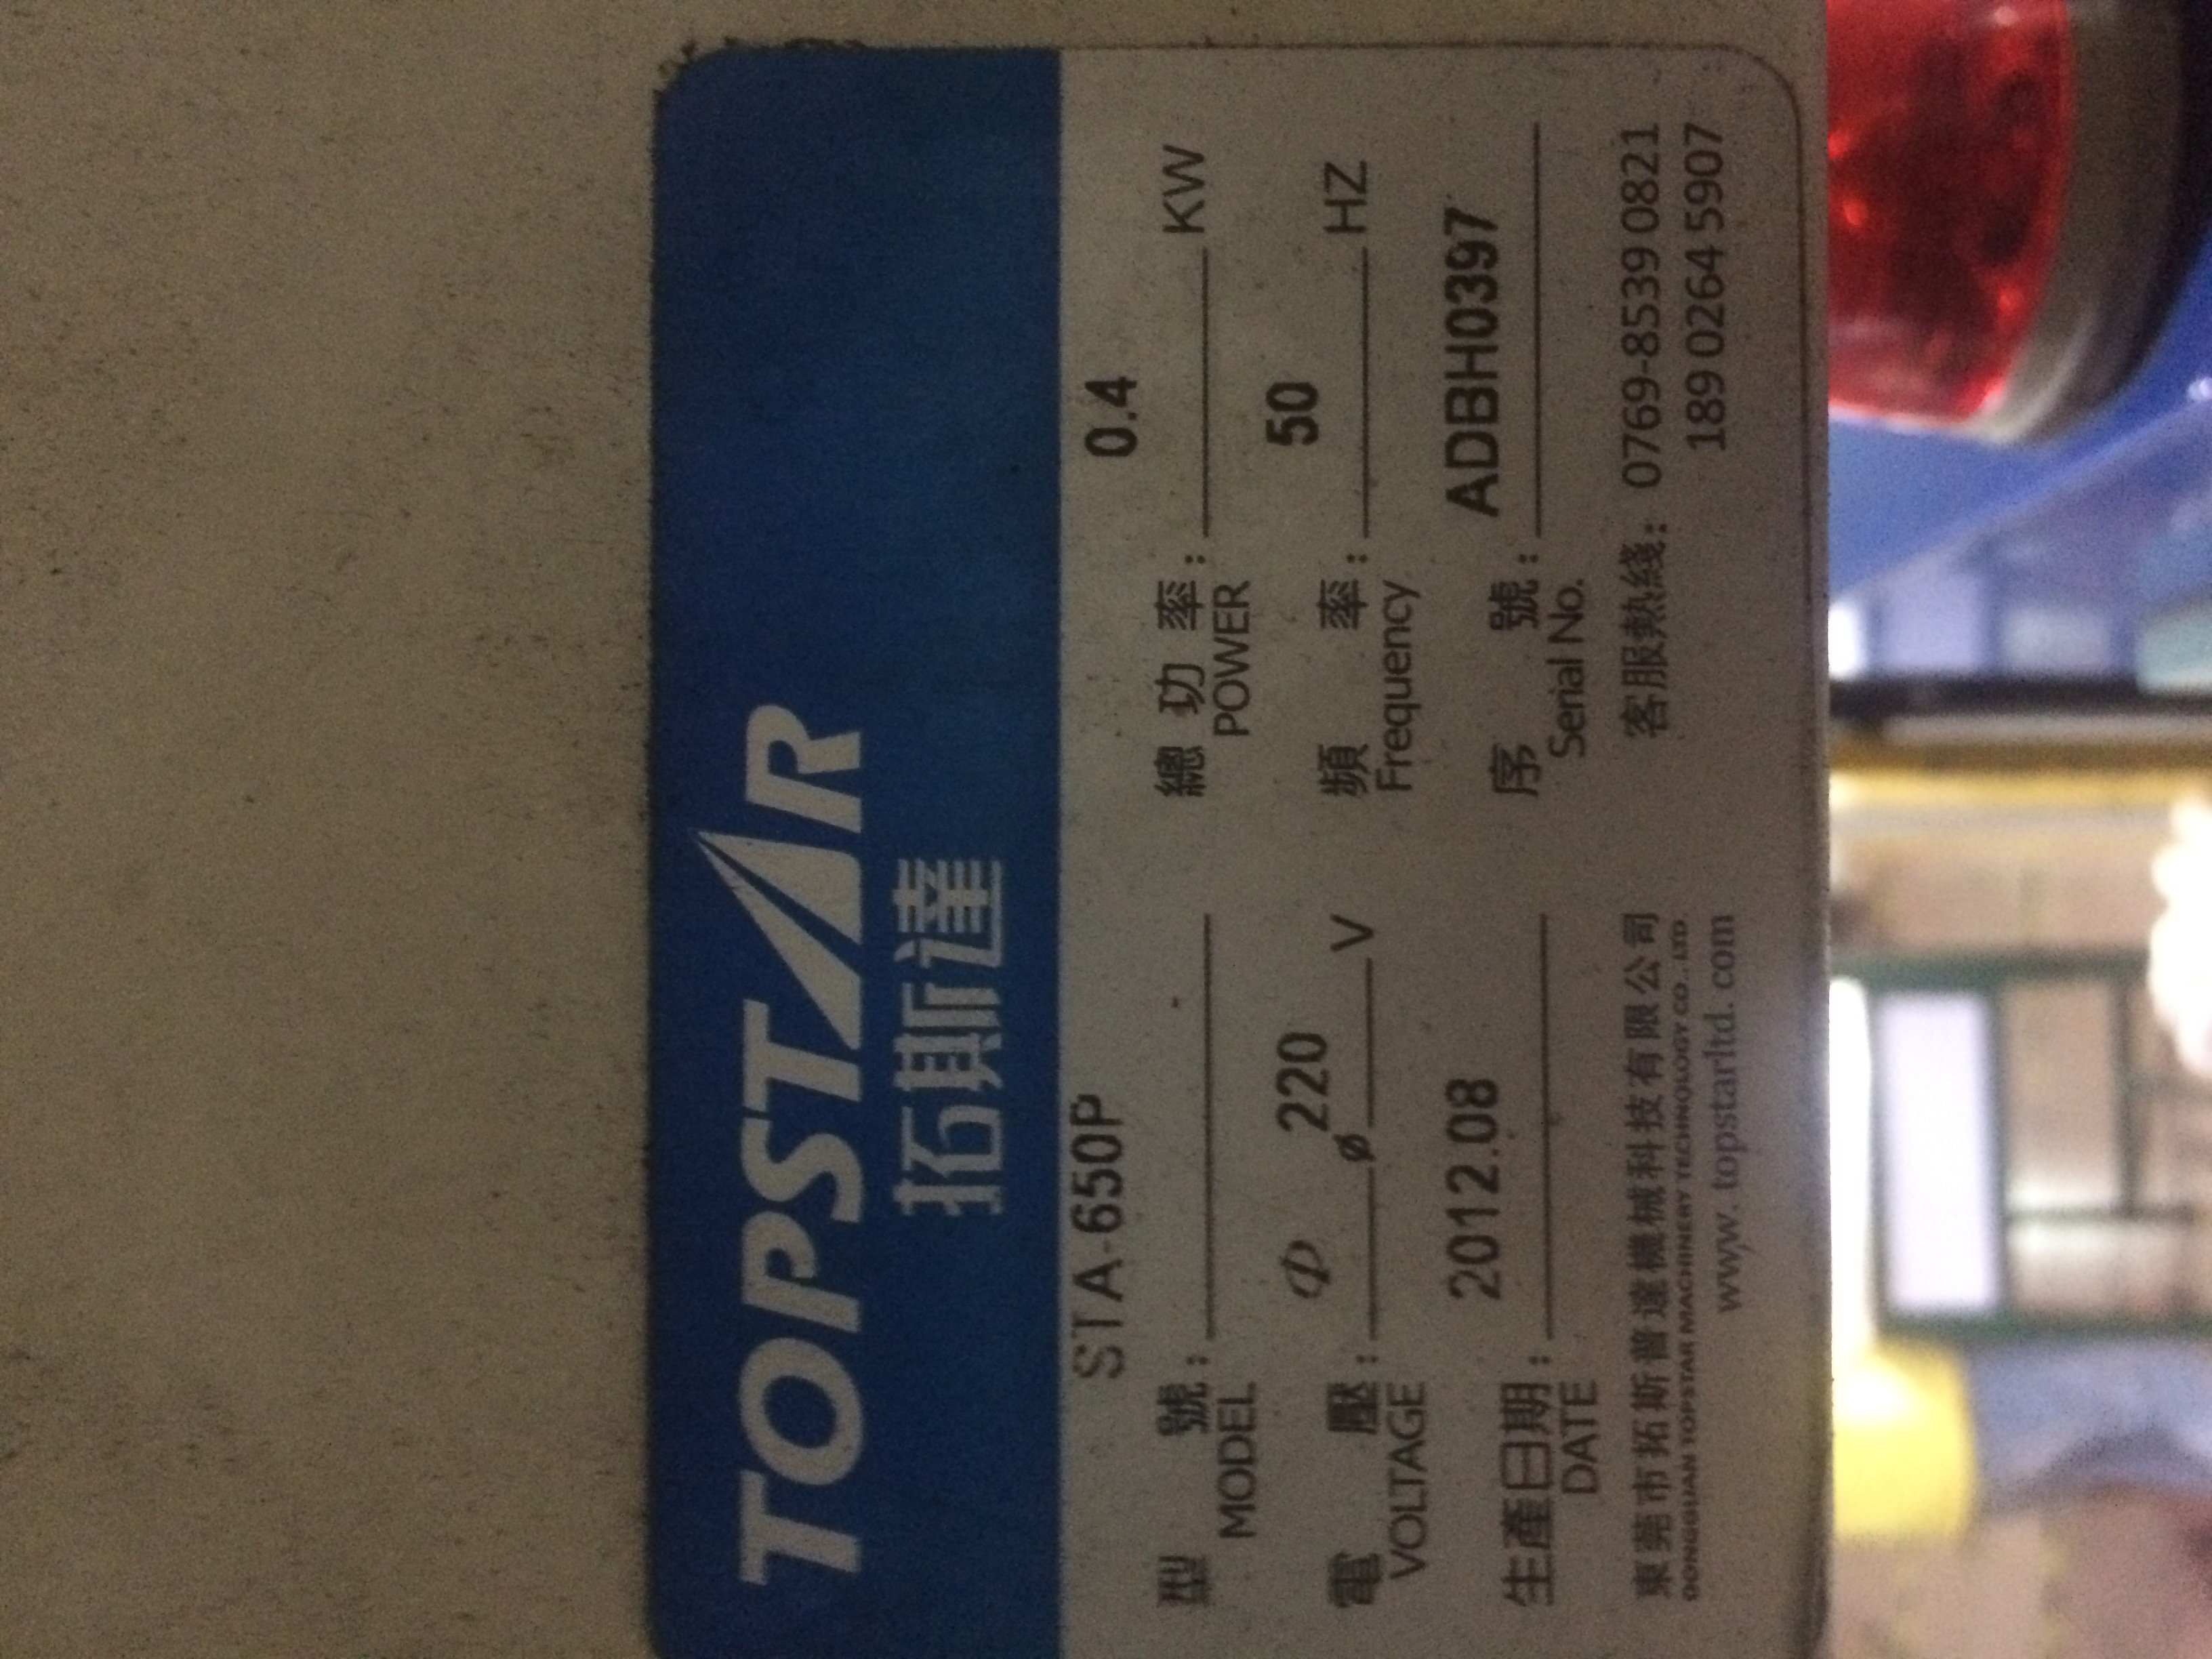 TOPSTAR
拓斯達
STA-650P 0.4
型 號： 總 功 率： KW
MODEL POWER
Φ 220 50
電 壓： ø V 頻 率： HZ
VOLTAGE Frequency
2012.08 ADBH0397
生產日期： 序 號：
DATE Serial No.
東莞市拓斯普達機械科技有限公司 客服熱綫： 0769-8539 0821
DONGGUAN TOPSTAR MACHINERY TECHNOLOGY CO., LTD
www.topstarltd.com 189 0264 5907